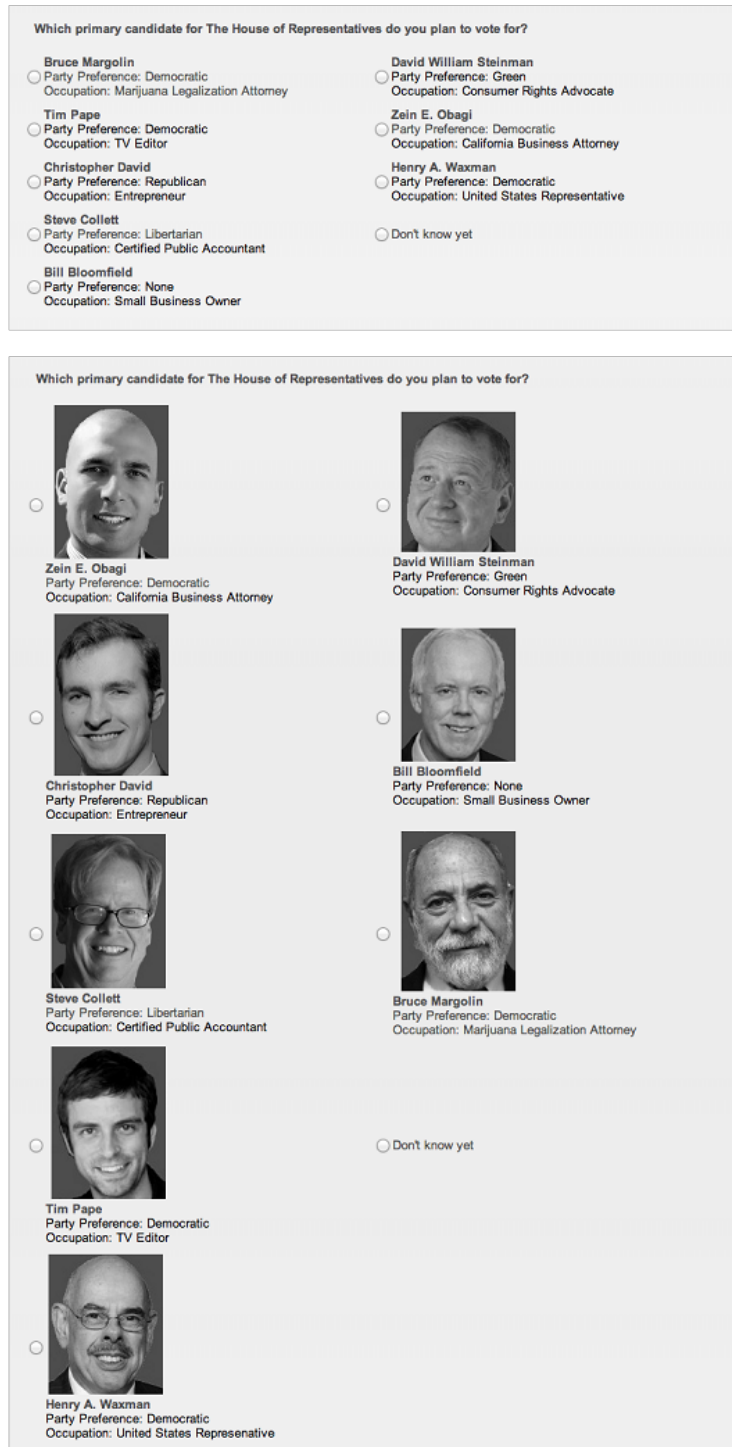 Which primary candidate for The House of Representatives do you plan to vote for?
Bruce Margolin
Party Preference: Democratic
Occupation: Marijuana Legalization Attorney
Tim Pape
Party Preference: Democratic
Occupation: TV Editor
Christopher David
Party Preference: Republican
Occupation: Entrepreneur
Steve Collett
Party Preference: Libertarian
Occupation: Certified Public Accountant
Bill Bloomfield
Party Preference: None
Occupation: Small Business Owner
David William Steinman
Party Preference: Green
Occupation: Consumer Rights Advocate
Zein E. Obagi
Party Preference: Democratic
Occupation: California Business Attorney
Henry A. Waxman
Party Preference: Democratic
Occupation: United States Representative
Don't know yet
Which primary candidate for The House of Representatives do you plan to vote for?
Zein E. Obagi
Party Preference: Democratic
Occupation: California Business Attorney
Christopher David
Party Preference: Republican
Occupation: Entrepreneur
Steve Collett
Party Preference: Libertarian
Occupation: Certified Public Accountant
Tim Pape
Party Preference: Democratic
Occupation: TV Editor
Henry A. Waxman
Party Preference: Democratic
Occupation: United States Represenative
David William Steinman
Party Preference: Green
Occupation: Consumer Rights Advocate
Bill Bloomfield
Party Preference: None
Occupation: Small Business Owner
Bruce Margolin
Party Preference: Democratic
Occupation: Marijuana Legalization Attorney
Don't know yet